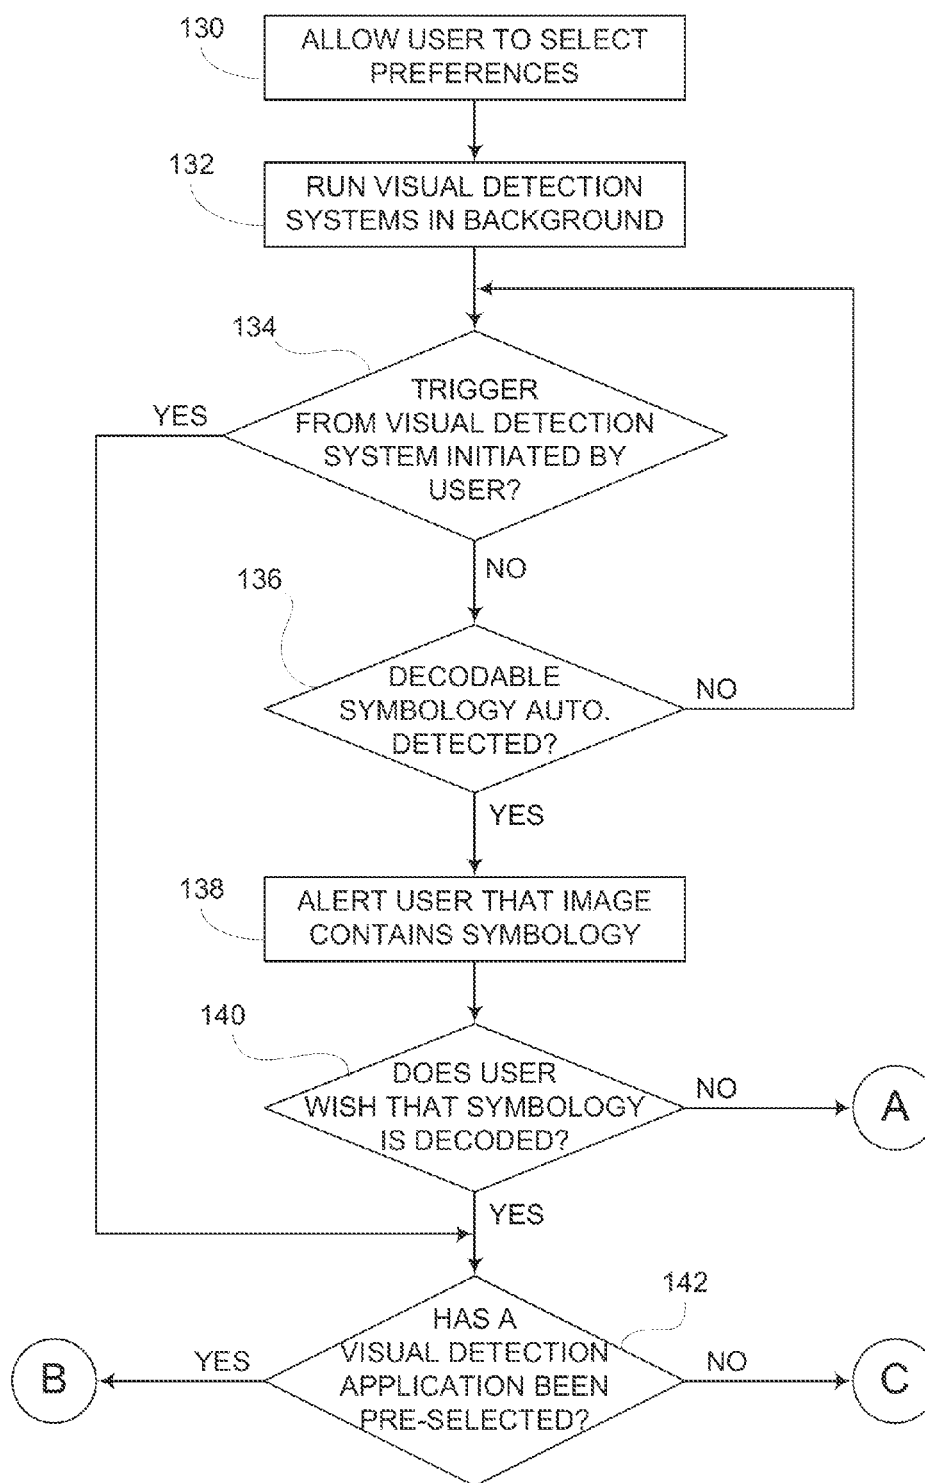 130
ALLOW USER TO SELECT
PREFERENCES
132
RUN VISUAL DETECTION
SYSTEMS IN BACKGROUND
134
TRIGGER
FROM VISUAL DETECTION
SYSTEM INITIATED BY
USER?
YES
NO
136
DECODABLE
SYMBOLOGY AUTO.
DETECTED?
NO
YES
138
ALERT USER THAT IMAGE
CONTAINS SYMBOLOGY
140
DOES USER
WISH THAT SYMBOLOGY
IS DECODED?
NO
A
YES
142
HAS A
VISUAL DETECTION
APPLICATION BEEN
PRE-SELECTED?
YES
B
NO
C